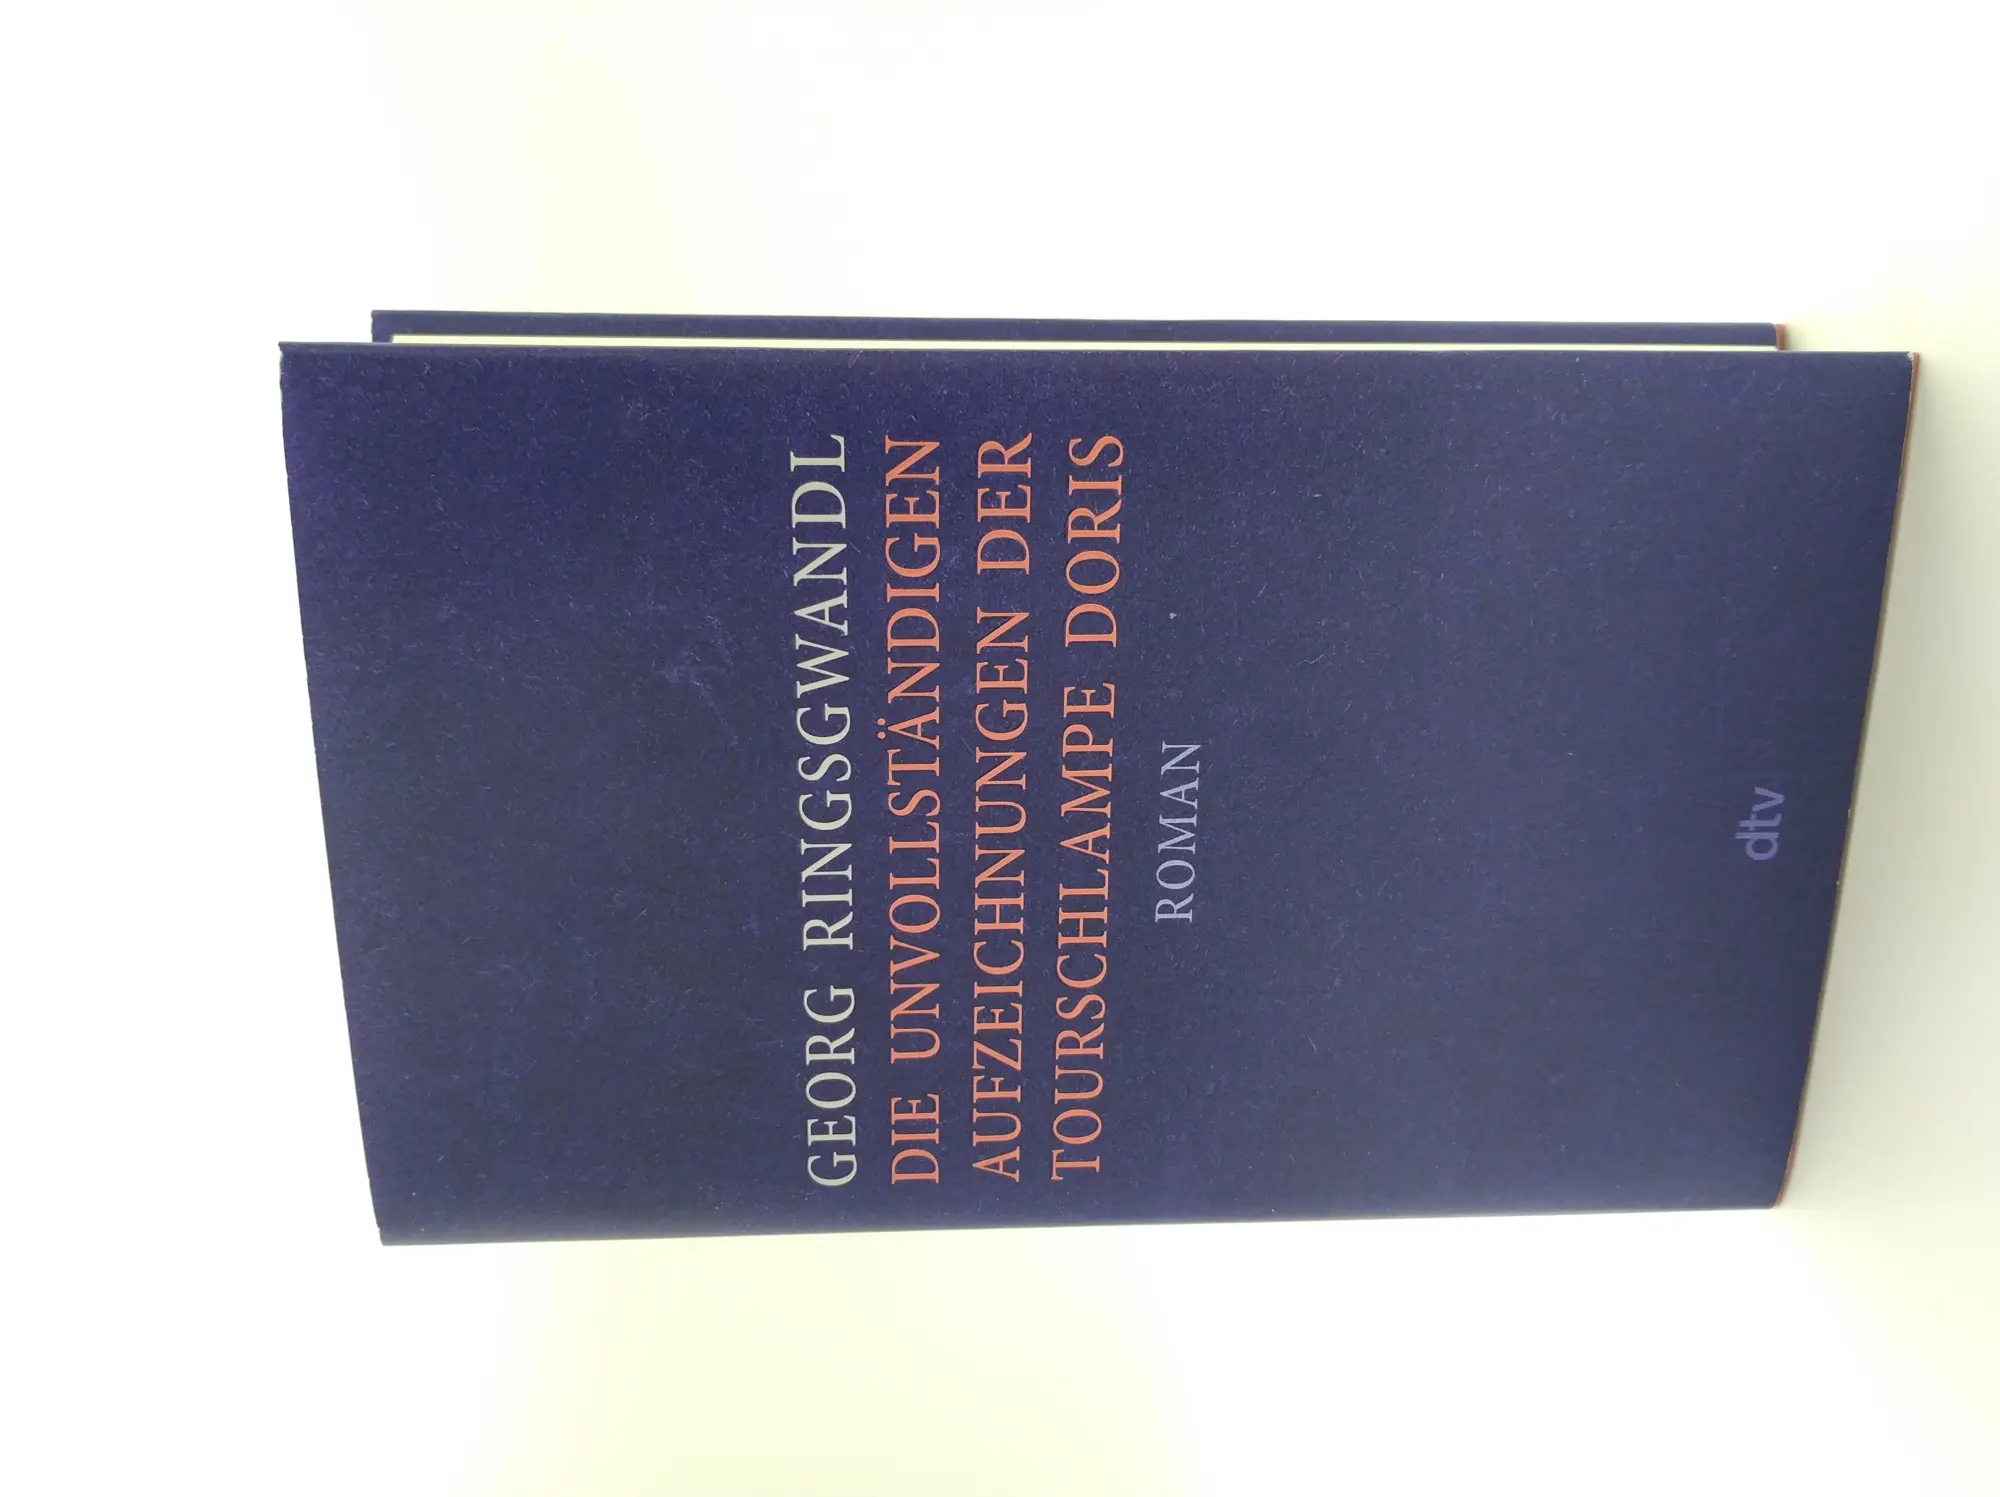 GEORG RINGSGWANDL
DIE UNVOLLSTÄNDIGEN
AUFZEICHNUNGEN DER
TOURSCHLAMPE DORIS
ROMAN
dtv